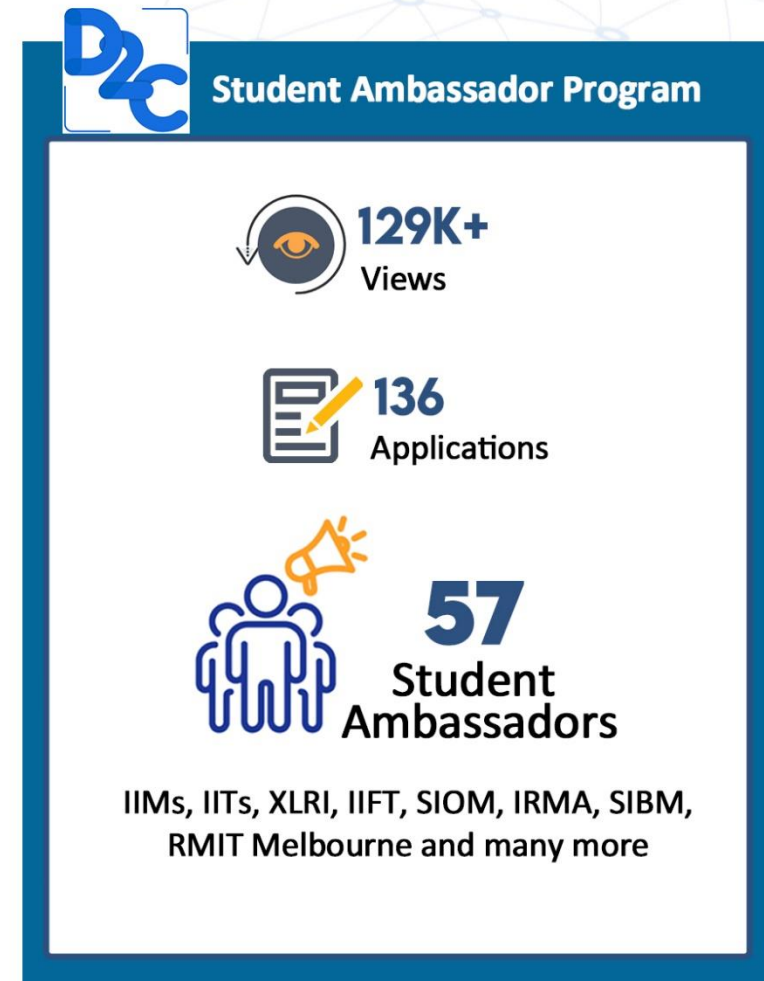 D2C
Student Ambassador Program
129K+
Views
136
Applications
57
Student
Ambassadors
IIMs, IITs, XLRI, IIFT, SIOM, IRMA, SIBM,
RMIT Melbourne and many more